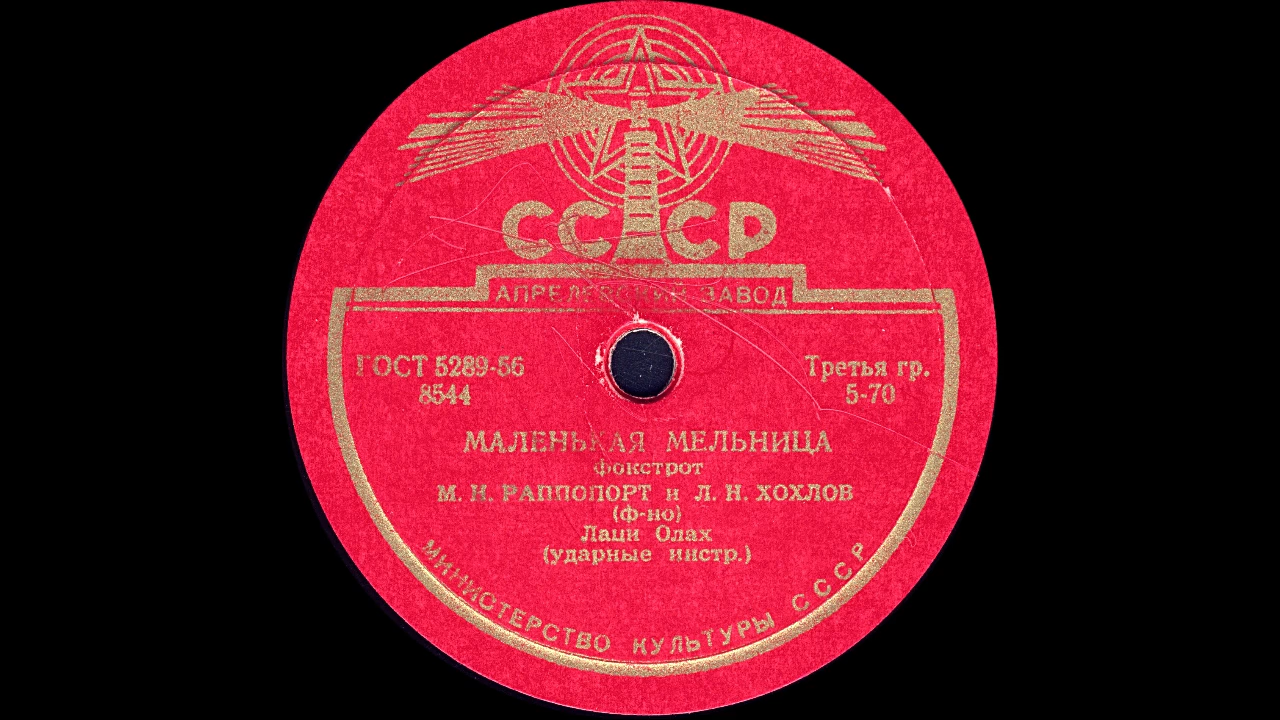 СССР
АПРЕЛЕВСКИЙ ЗАВОД
ГОСТ 5289-56
8544
Третья гр.
5-70
МАЛЕНЬКАЯ МЕЛЬНИЦА
фокстрот
М. Н. РАППОПОРТ и Л. Н. ХОХЛОВ
(ф-но)
Лаци Олах
(ударные инстр.)
МИНИСТЕРСТВО КУЛЬТУРЫ СССР